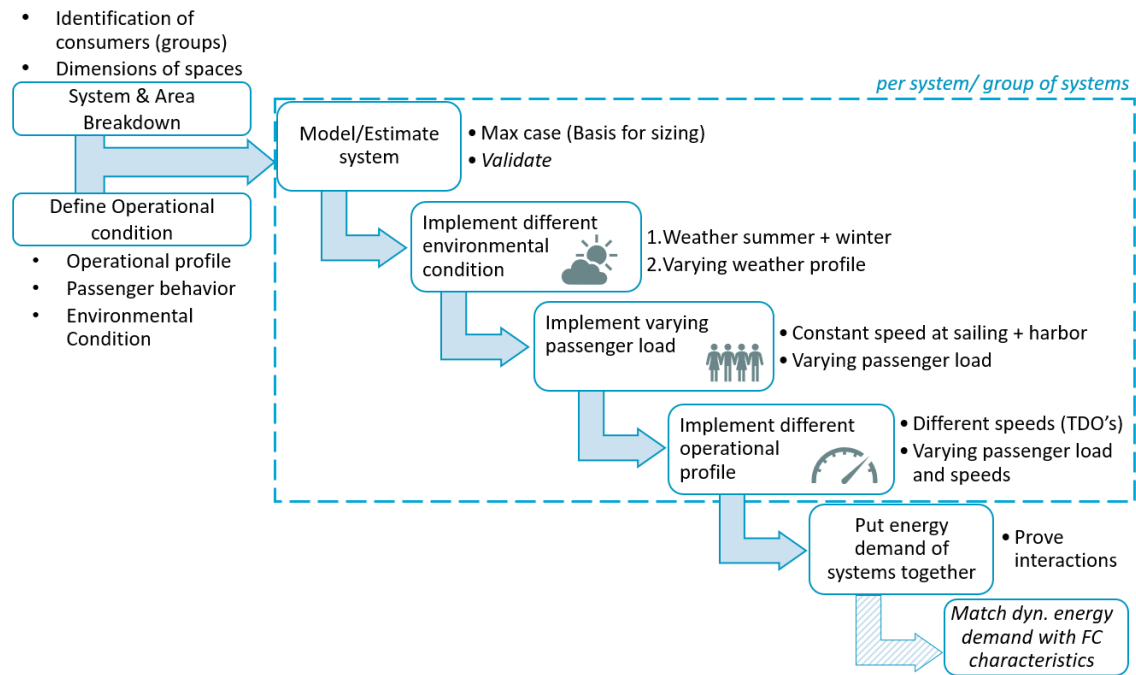 • Identification of
consumers (groups)
• Dimensions of spaces
System & Area
Breakdown
Define Operational
condition
• Operational profile
• Passenger behavior
• Environmental
Condition
per system/ group of systems
Model/Estimate
system
• Max case (Basis for sizing)
• Validate
Implement different
environmental
condition
1.Weather summer + winter
2.Varying weather profile
Implement varying
passenger load
• Constant speed at sailing + harbor
• Varying passenger load
Implement different
operational
profile
• Different speeds (TDO's)
• Varying passenger load
and speeds
Put energy
demand of
systems together
• Prove
interactions
Match dyn. energy
demand with FC
characteristics